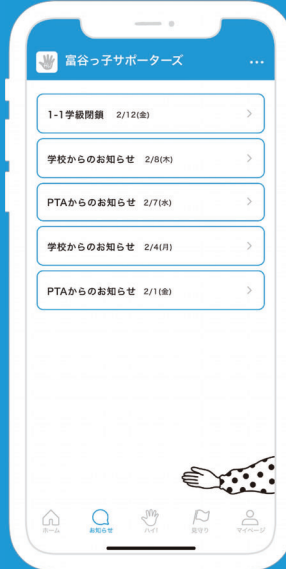 富谷っ子サポーターズ
1-1学級閉鎖 2/12(金)
学校からのお知らせ 2/8(木)
PTAからのお知らせ 2/7(水)
学校からのお知らせ 2/4(月)
PTAからのお知らせ 2/1(金)
ホーム
お知らせ
ハイ!
見守り
マイページ